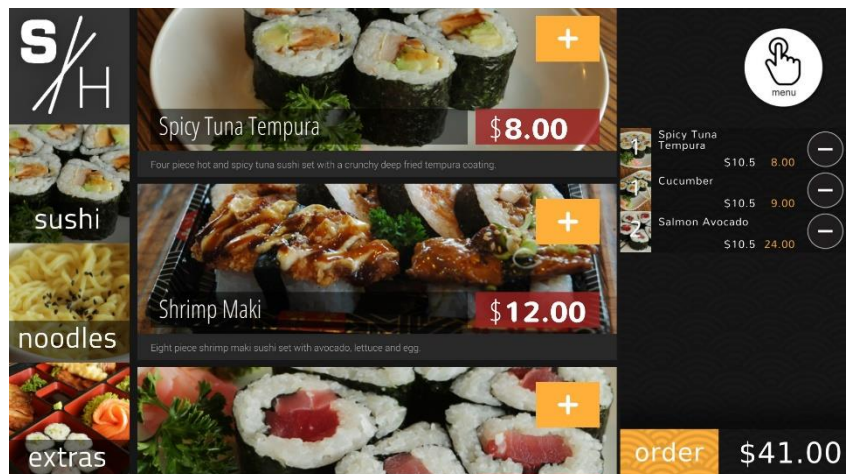 S/H
sushi
noodles
extras
+
Spicy Tuna Tempura
$8.00
Four piece hot and spicy tuna sushi set with a crunchy deep fried tempura coating.
+
Shrimp Maki
$12.00
Eight piece shrimp maki sushi set with avocado, lettuce and egg.
+
menu
1
Spicy Tuna
Tempura
$10.5 8.00
−
1
Cucumber
$10.5 9.00
−
2
Salmon Avocado
$10.5 24.00
−
order $41.00